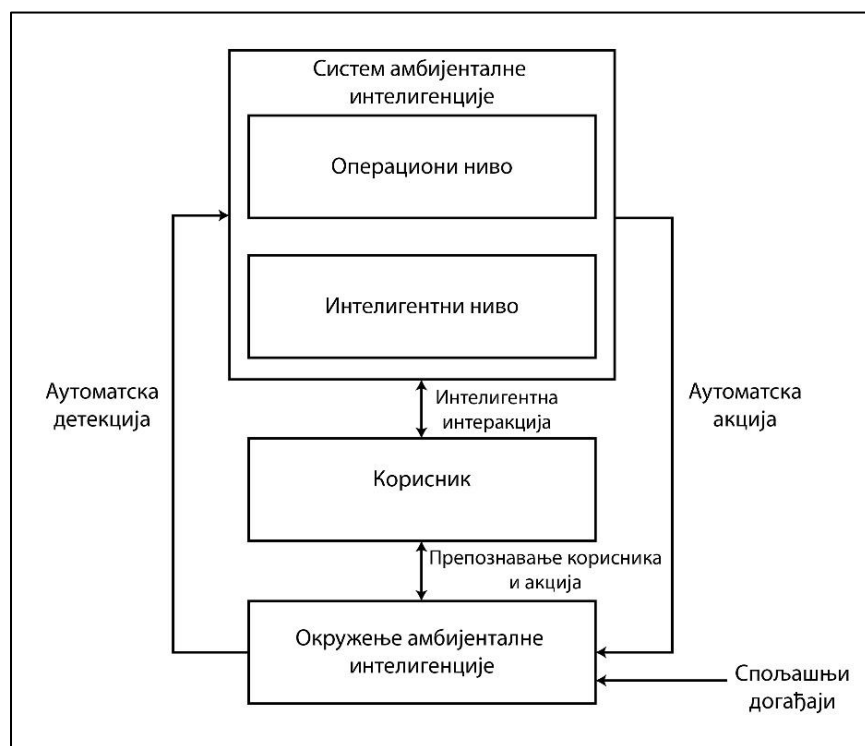 Систем амбијенталне
интелигенције
Операциони ниво
Интелигентни ниво
Аутоматска
детекција
Интелигентна
интеракција
Аутоматска
акција
Корисник
Препознавање корисника
и акција
Окружење амбијенталне
интелигенције
Спољашњи
догађаји